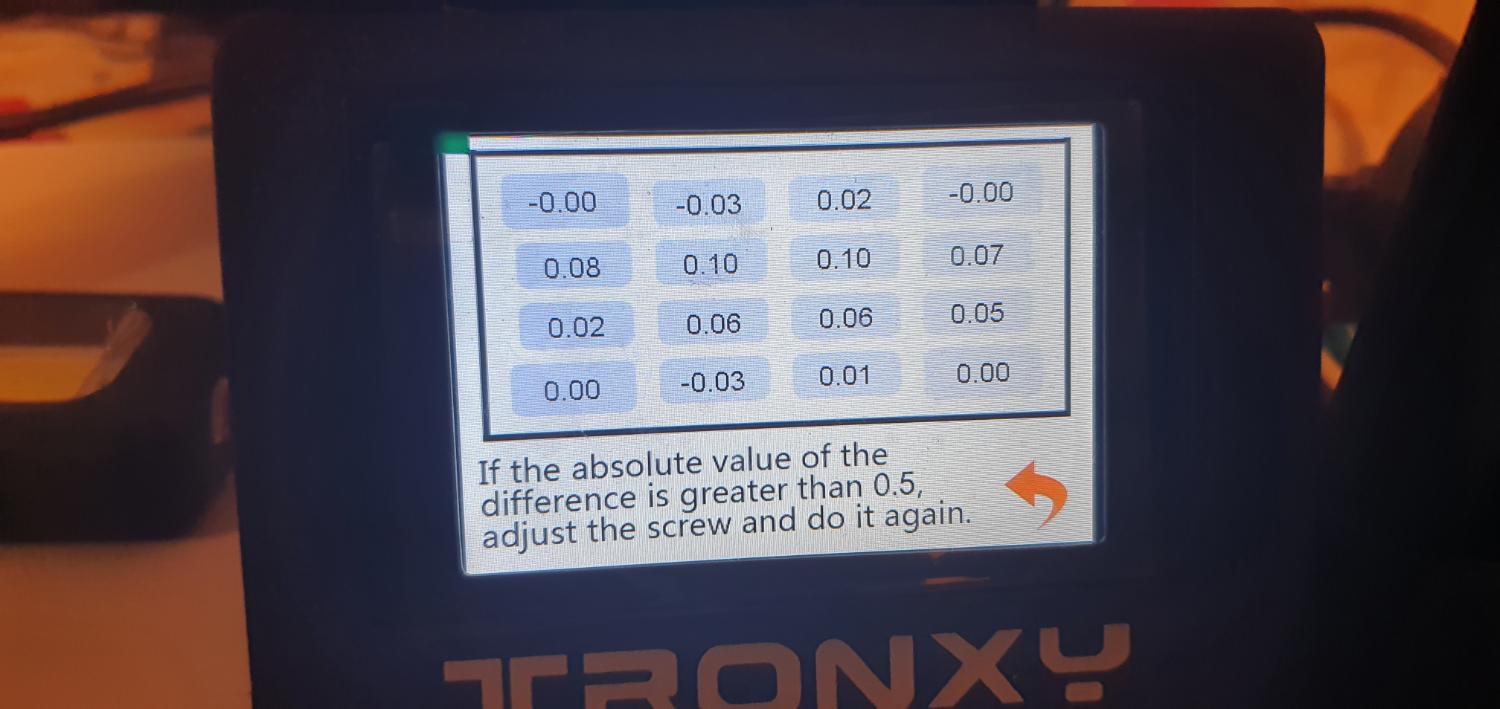 -0.00 -0.03 0.02 -0.00
0.08 0.10 0.10 0.07
0.02 0.06 0.06 0.05
0.00 -0.03 0.01 0.00
If the absolute value of the
difference is greater than 0.5,
adjust the screw and do it again.
TRONXY